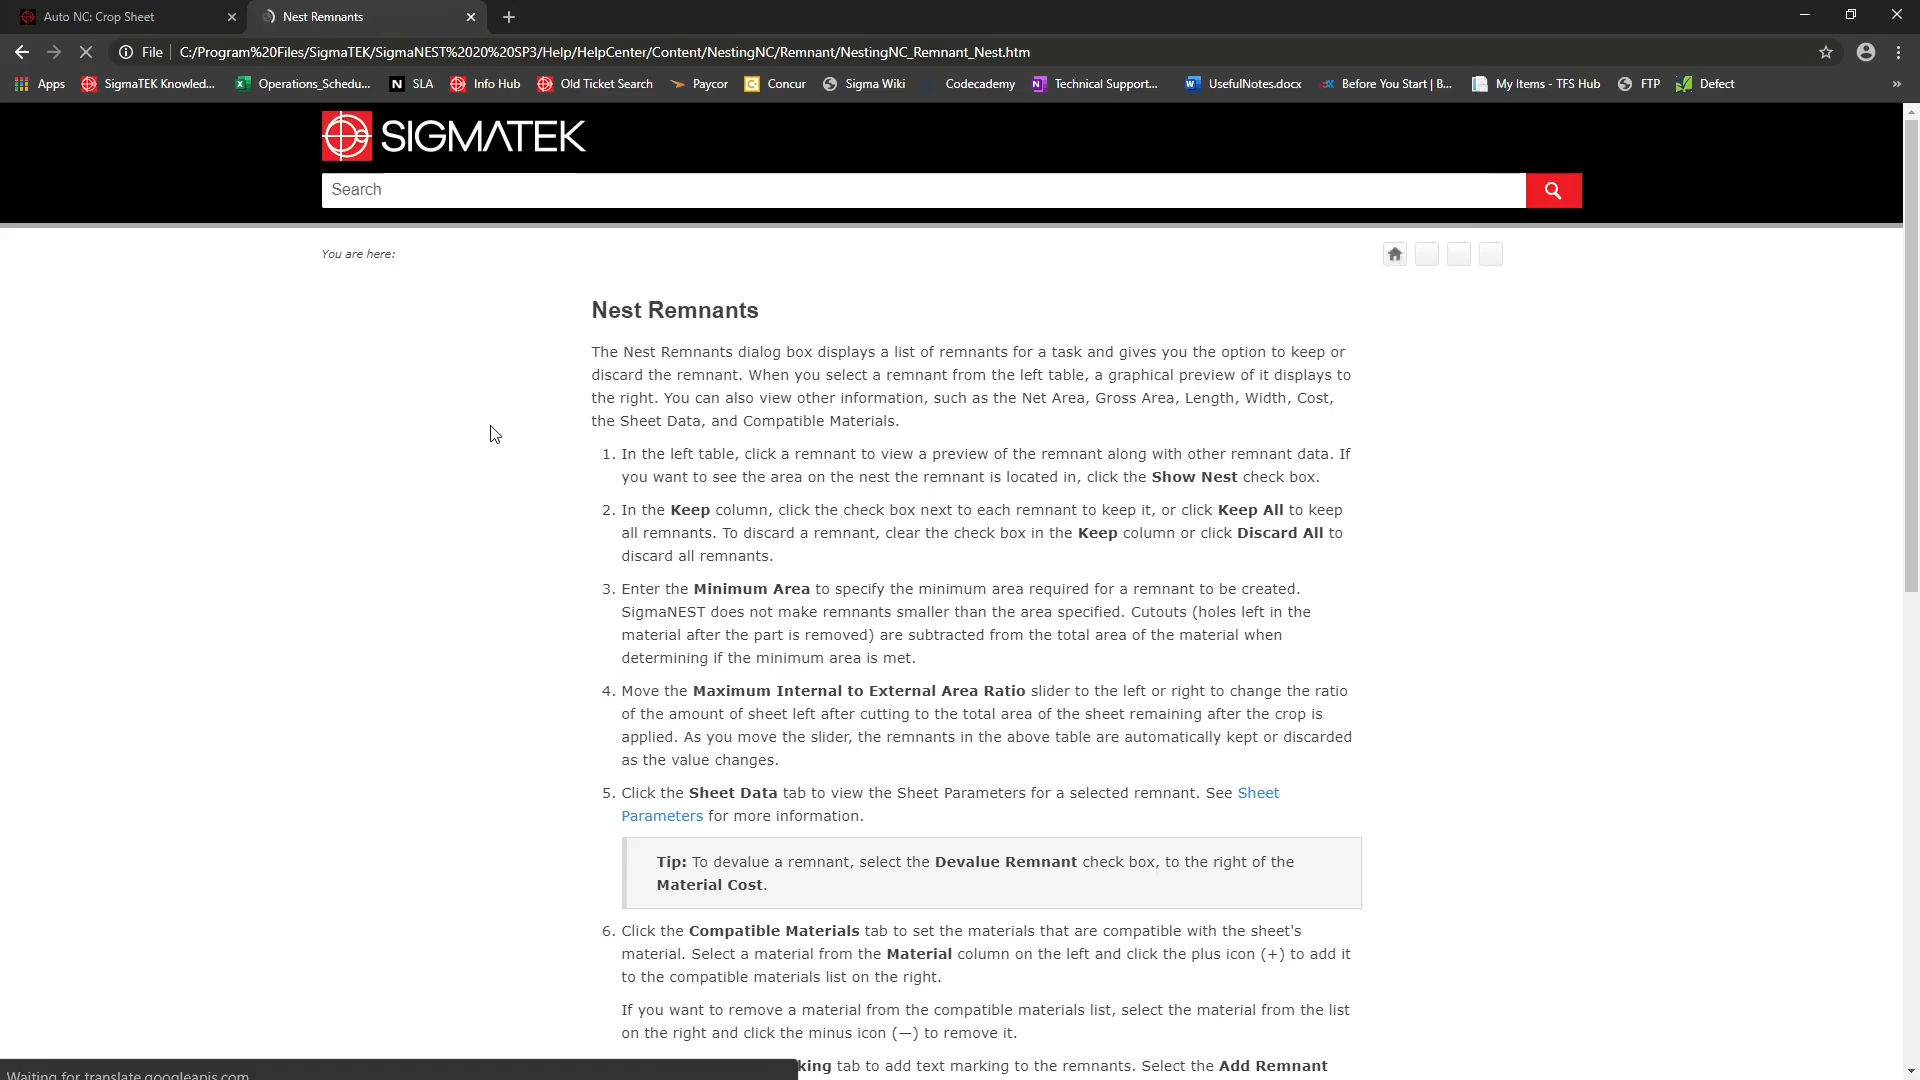 Auto NC: Crop Sheet
Nest Remnants
File
C:/Program%20Files/SigmaTEK/SigmaNEST%2020%20SP3/Help/HelpCenter/Content/NestingNC/Remnant/NestingNC_Remnant_Nest.htm
Apps
SigmaTEK Knowled...
Operations_Schedu...
SLA
Info Hub
Old Ticket Search
Paycor
Concur
Sigma Wiki
Codecademy
Technical Support...
UsefulNotes.docx
Before You Start | B...
My Items - TFS Hub
FTP
Defect
»
SIGMATEK
Search
You are here:
Nest Remnants
The Nest Remnants dialog box displays a list of remnants for a task and gives you the option to keep or
discard the remnant. When you select a remnant from the left table, a graphical preview of it displays to
the right. You can also view other information, such as the Net Area, Gross Area, Length, Width, Cost,
the Sheet Data, and Compatible Materials.
1. In the left table, click a remnant to view a preview of the remnant along with other remnant data. If
you want to see the area on the nest the remnant is located in, click the Show Nest check box.
2. In the Keep column, click the check box next to each remnant to keep it, or click Keep All to keep
all remnants. To discard a remnant, clear the check box in the Keep column or click Discard All to
discard all remnants.
3. Enter the Minimum Area to specify the minimum area required for a remnant to be created.
SigmaNEST does not make remnants smaller than the area specified. Cutouts (holes left in the
material after the part is removed) are subtracted from the total area of the material when
determining if the minimum area is met.
4. Move the Maximum Internal to External Area Ratio slider to the left or right to change the ratio
of the amount of sheet left after cutting to the total area of the sheet remaining after the crop is
applied. As you move the slider, the remnants in the above table are automatically kept or discarded
as the value changes.
5. Click the Sheet Data tab to view the Sheet Parameters for a selected remnant. See Sheet
Parameters for more information.
Tip: To devalue a remnant, select the Devalue Remnant check box, to the right of the
Material Cost.
6. Click the Compatible Materials tab to set the materials that are compatible with the sheet's
material. Select a material from the Material column on the left and click the plus icon (+) to add it
to the compatible materials list on the right.
If you want to remove a material from the compatible materials list, select the material from the list
on the right and click the minus icon (—) to remove it.
king tab to add text marking to the remnants. Select the Add Remnant
Waiting for translate.googleapis.com